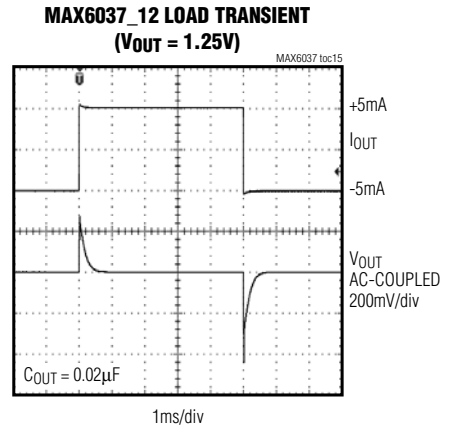 MAX6037_12 LOAD TRANSIENT
(VOUT = 1.25V)
MAX6037 toc15
+5mA
IOUT
-5mA
VOUT
AC-COUPLED
200mV/div
COUT = 0.02µF
1ms/div